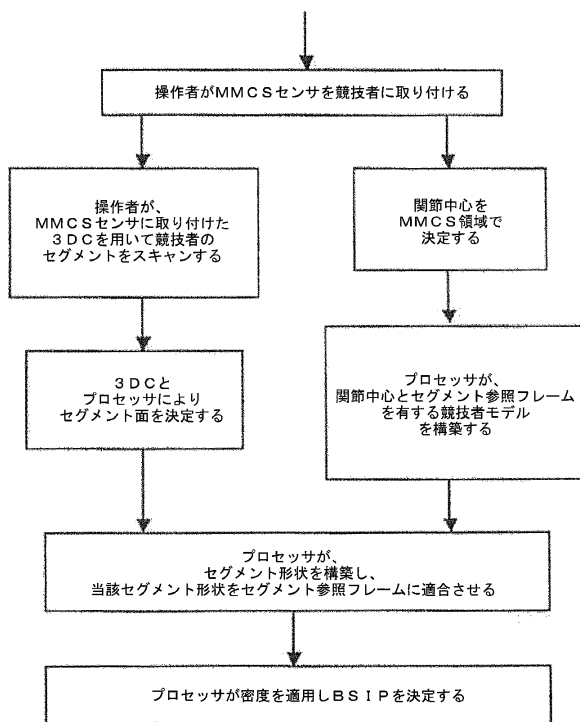 操作者がMMCSセンサを競技者に取り付ける
操作者が、
MMCSセンサに取り付けた
3DCを用いて競技者の
セグメントをスキャンする
関節中心を
MMCS領域で
決定する
3DCと
プロセッサにより
セグメント面を決定する
プロセッサが、
関節中心とセグメント参照フレーム
を有する競技者モデル
を構築する
プロセッサが、
セグメント形状を構築し、
当該セグメント形状をセグメント参照フレームに適合させる
プロセッサが密度を適用しBSIPを決定する